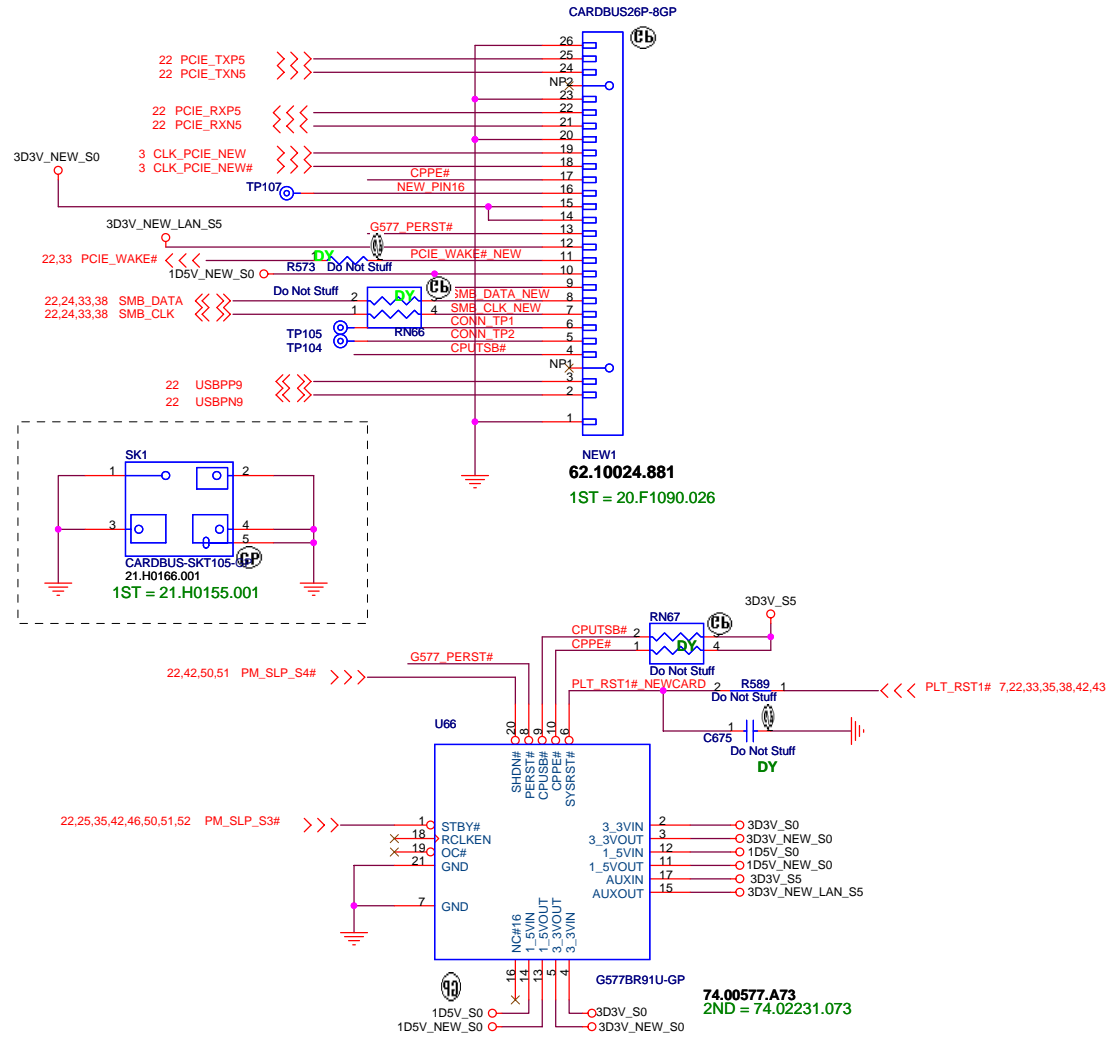 CARDBUS26P-8GP
26
22 PCIE_TXP5 25
22 PCIE_TXN5 24
NP2
23
22 PCIE_RXP5 22
22 PCIE_RXN5 21
20
3 CLK_PCIE_NEW 19
3 CLK_PCIE_NEW# 18
3D3V_NEW_S0
CPPE# 17
TP107 NEW_PIN16 16
15
14
3D3V_NEW_LAN_S5
G577_PERST# 13
12
22,33 PCIE_WAKE# 1 DY PCIE_WAKE#_NEW 11
R573 Do Not Stuff
1D5V_NEW_S0 10
9
Do Not Stuff
22,24,33,38 SMB_DATA 2 DY 3 SMB_DATA_NEW 8
22,24,33,38 SMB_CLK 1 4 SMB_CLK_NEW 7
RN66
TP105 CONN_TP1 6
TP104 CONN_TP2 5
CPUTSB# 4
NP1
22 USBPP9 3
22 USBPN9 2
1
NEW1
62.10024.881
1ST = 20.F1090.026
SK1
1 2
3 4
5
CARDBUS-SKT105-GP
21.H0166.001
1ST = 21.H0155.001
3D3V_S5
RN67
CPUTSB# 2 3
CPPE# 1 DY 4
Do Not Stuff
G577_PERST#
22,42,50,51 PM_SLP_S4#
PLT_RST1#_NEWCARD 2 R589 1 PLT_RST1# 7,22,33,35,38,42,43
Do Not Stuff
C675 1
Do Not Stuff
DY
U66
20 8 9 10 6
SHDN# PERST# CPUSB# CPPE# SYSRST#
22,25,35,42,46,50,51,52 PM_SLP_S3# 1 STBY#
18 RCLKEN
19 OC#
21 GND
7 GND
3_3VIN 2 3D3V_S0
3_3VOUT 3 3D3V_NEW_S0
1_5VIN 12 1D5V_S0
1_5VOUT 11 1D5V_NEW_S0
AUXIN 17 3D3V_S5
AUXOUT 15 3D3V_NEW_LAN_S5
NC#16 1_5VIN 1_5VOUT 3_3VOUT 3_3VIN
16 14 13 5 4
G577BR91U-GP
74.00577.A73
2ND = 74.02231.073
1D5V_S0 3D3V_S0
1D5V_NEW_S0 3D3V_NEW_S0